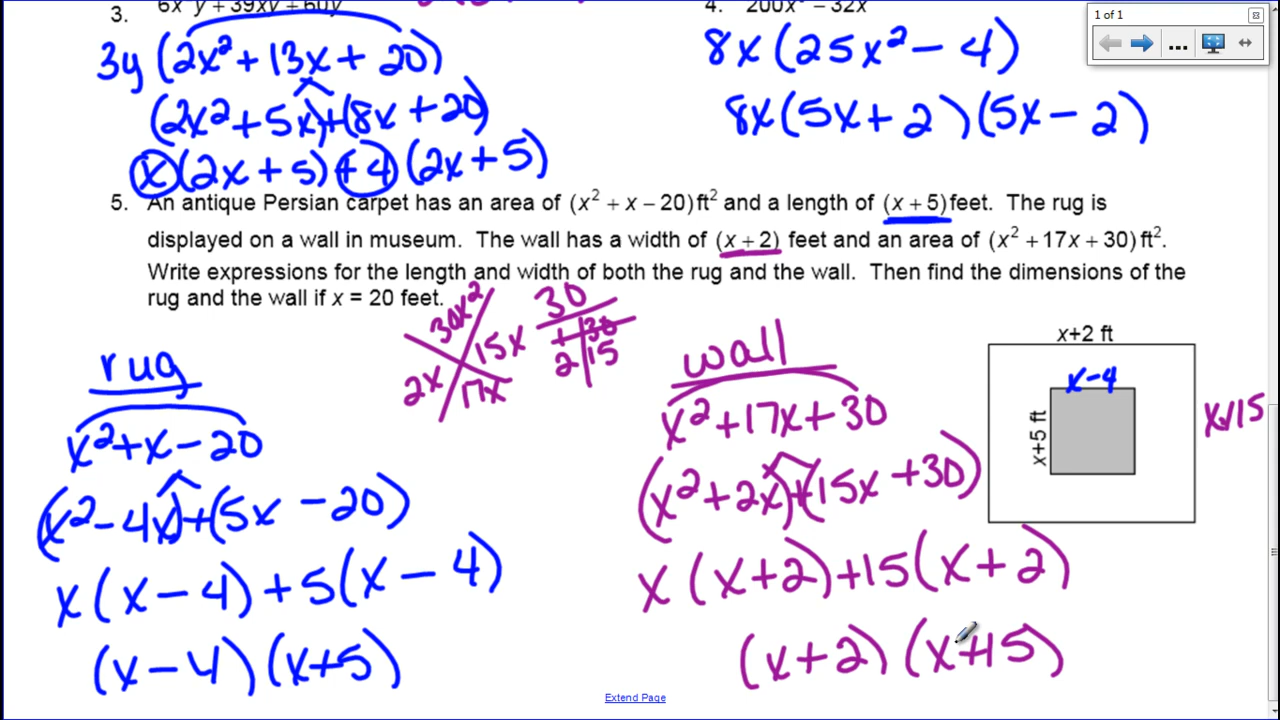 3. 6x²y + 39xy + 60y
3y (2x² + 13x + 20)
(2x² + 5x)+(8x + 20)
x(2x + 5) + 4(2x + 5)
4. 200x³ − 32x
8x(25x² − 4)
8x(5x + 2)(5x − 2)
1 of 1
...
5. An antique Persian carpet has an area of (x² + x − 20)ft² and a length of (x + 5) feet. The rug is
displayed on a wall in museum. The wall has a width of (x + 2) feet and an area of (x² + 17x + 30) ft².
Write expressions for the length and width of both the rug and the wall. Then find the dimensions of the
rug and the wall if x = 20 feet.
30x²
2x 15x
17x
30
1 30
2 15
rug
x² + x − 20
(x² − 4x)+(5x − 20)
x(x − 4) + 5(x − 4)
(x − 4)(x+5)
wall
x² + 17x + 30
(x² + 2x)+(15x + 30)
x(x+2)+15(x + 2)
(x + 2)(x+15)
x+2 ft
x−4
x+5 ft
x+15
Extend Page